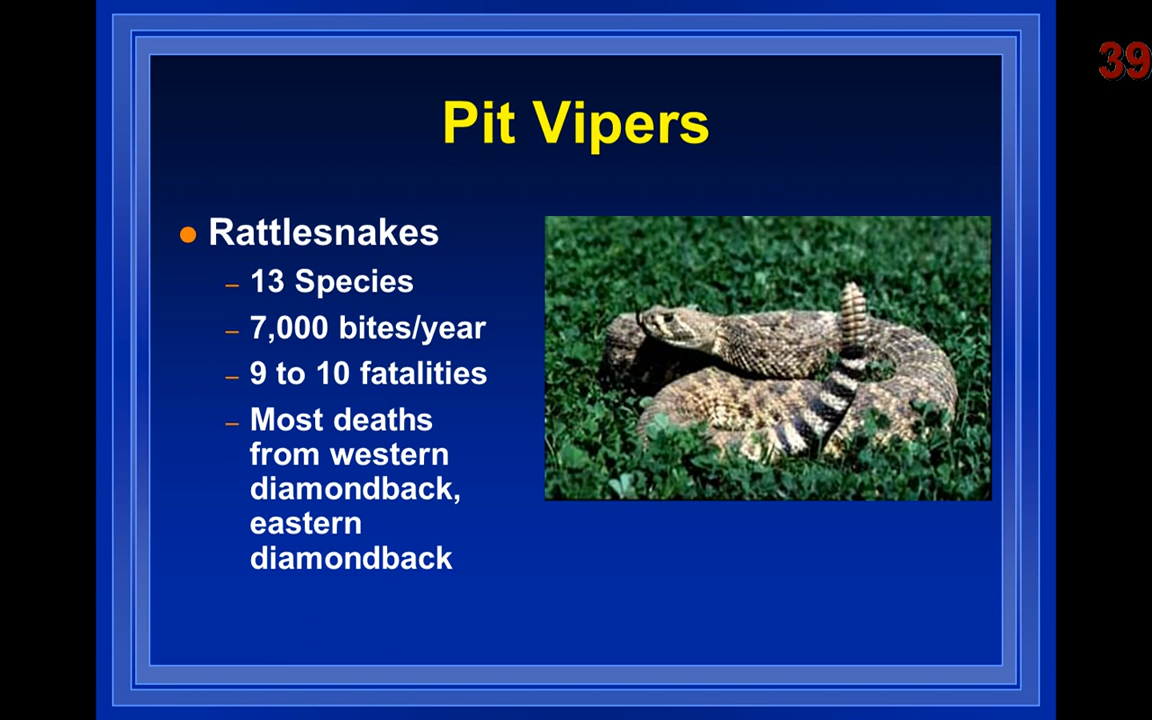 39
Pit Vipers
Rattlesnakes
– 13 Species
– 7,000 bites/year
– 9 to 10 fatalities
– Most deaths
from western
diamondback,
eastern
diamondback